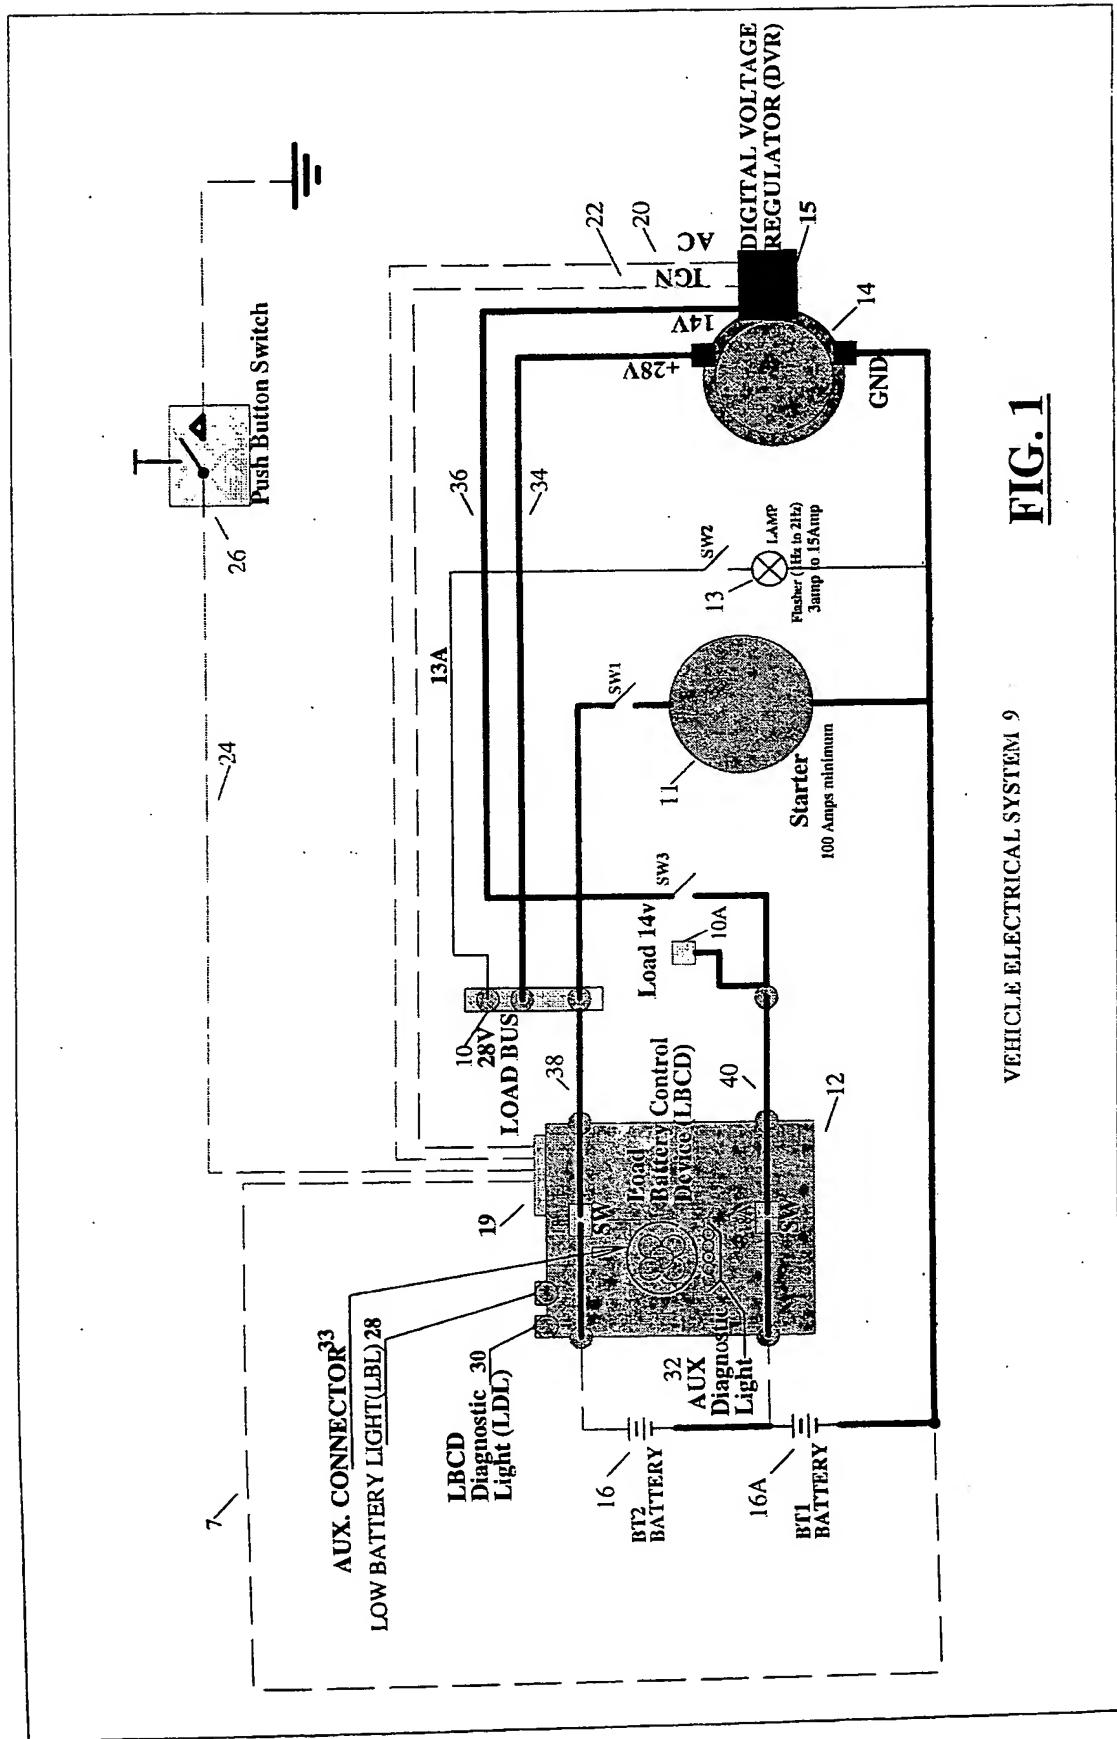 Push Button Switch
26
24
7
AUX. CONNECTOR 33
LOW BATTERY LIGHT(LBL) 28
LBCD
Diagnostic 30
Light (LDL)
19
10
28V
LOAD BUS
13A
36
34
22
20
IGN
AC
14V
+28V
DIGITAL VOLTAGE
REGULATOR (DVR)
15
14
GND
SW2
13
LAMP
Flasher (1Hz to 2Hz)
3amp to 15Amp
SW1
11
Starter
100 Amps minimum
SW3
Load 14v
10A
38
40
12
SW
Load
Battery Control
Device (LBCD)
SW
32
AUX
Diagnostic
Light
16
BT2
BATTERY
16A
BT1
BATTERY
VEHICLE ELECTRICAL SYSTEM 9
FIG. 1